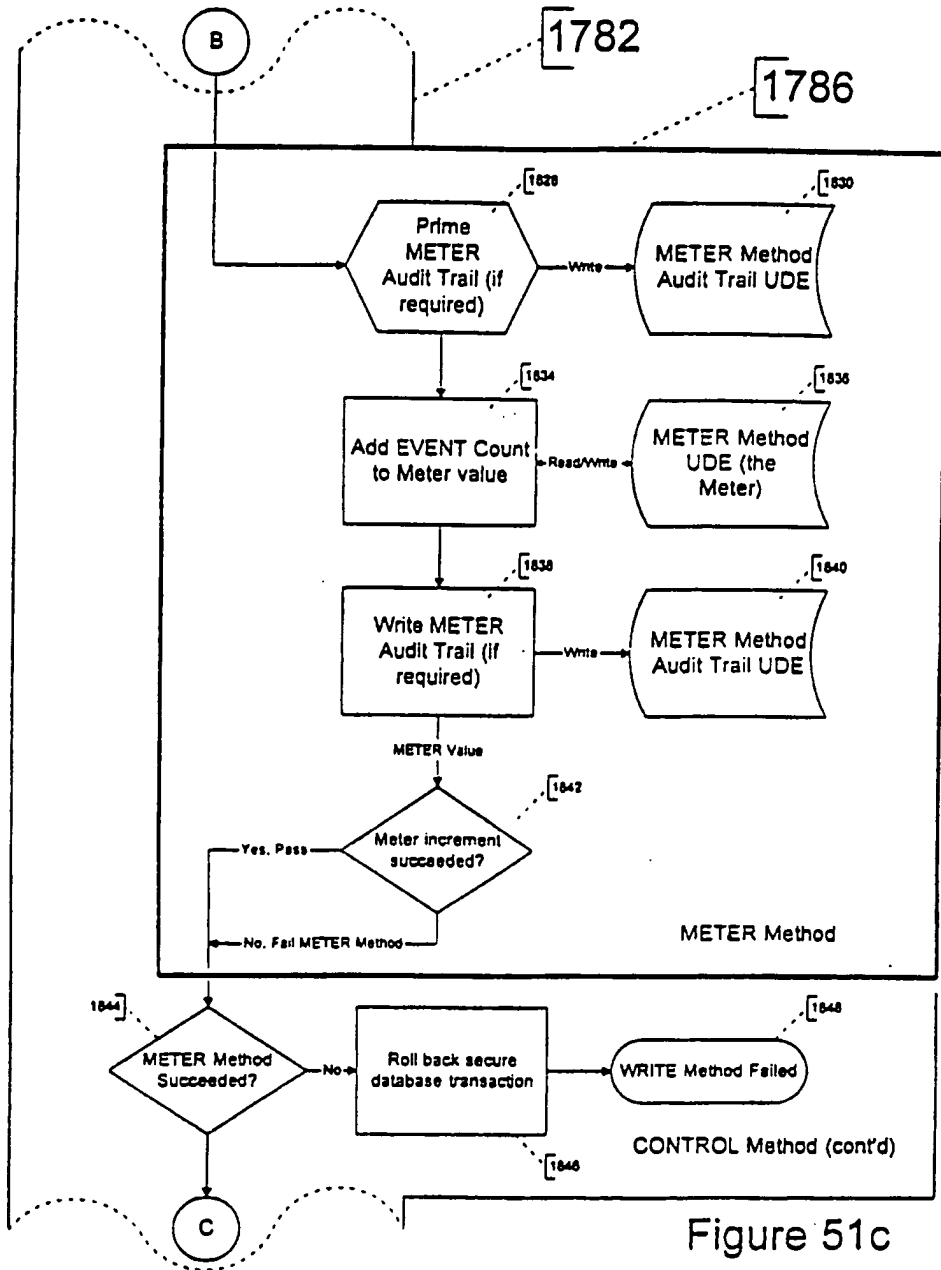 B
1782
1786
1828
1830
Prime
METER
Audit Trail (if
required)
Write
METER Method
Audit Trail UDE
1834
1836
Add EVENT Count
to Meter value
Read/Write
METER Method
UDE (the
Meter)
1838
1840
Write METER
Audit Trail (if
required)
Write
METER Method
Audit Trail UDE
METER Value
1842
Meter increment
succeeded?
Yes, Pass
No, Fail METER Method
METER Method
1844
1848
METER Method
Succeeded?
No
Roll back secure
database transaction
WRITE Method Failed
1846
CONTROL Method (cont'd)
C
Figure 51c